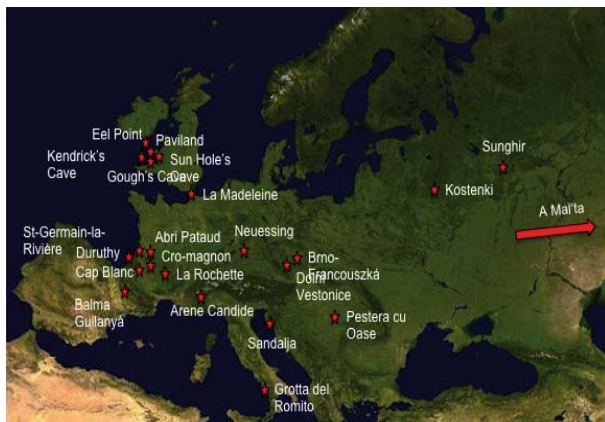 Eel Point
Paviland
Kendrick's
Cave
Sun Hole's
Cave
Gough's Cave
La Madeleine
Sunghir
Kostenki
A Mal'ta
St-Germain-la-
Rivière
Abri Pataud
Duruthy
Cro-magnon
Cap Blanc
La Rochette
Neuessing
Brno-
Francouszká
Dolni
Vestonice
Balma
Guilanyá
Arene Candide
Pestera cu
Oase
Sandalja
Grotta del
Romito